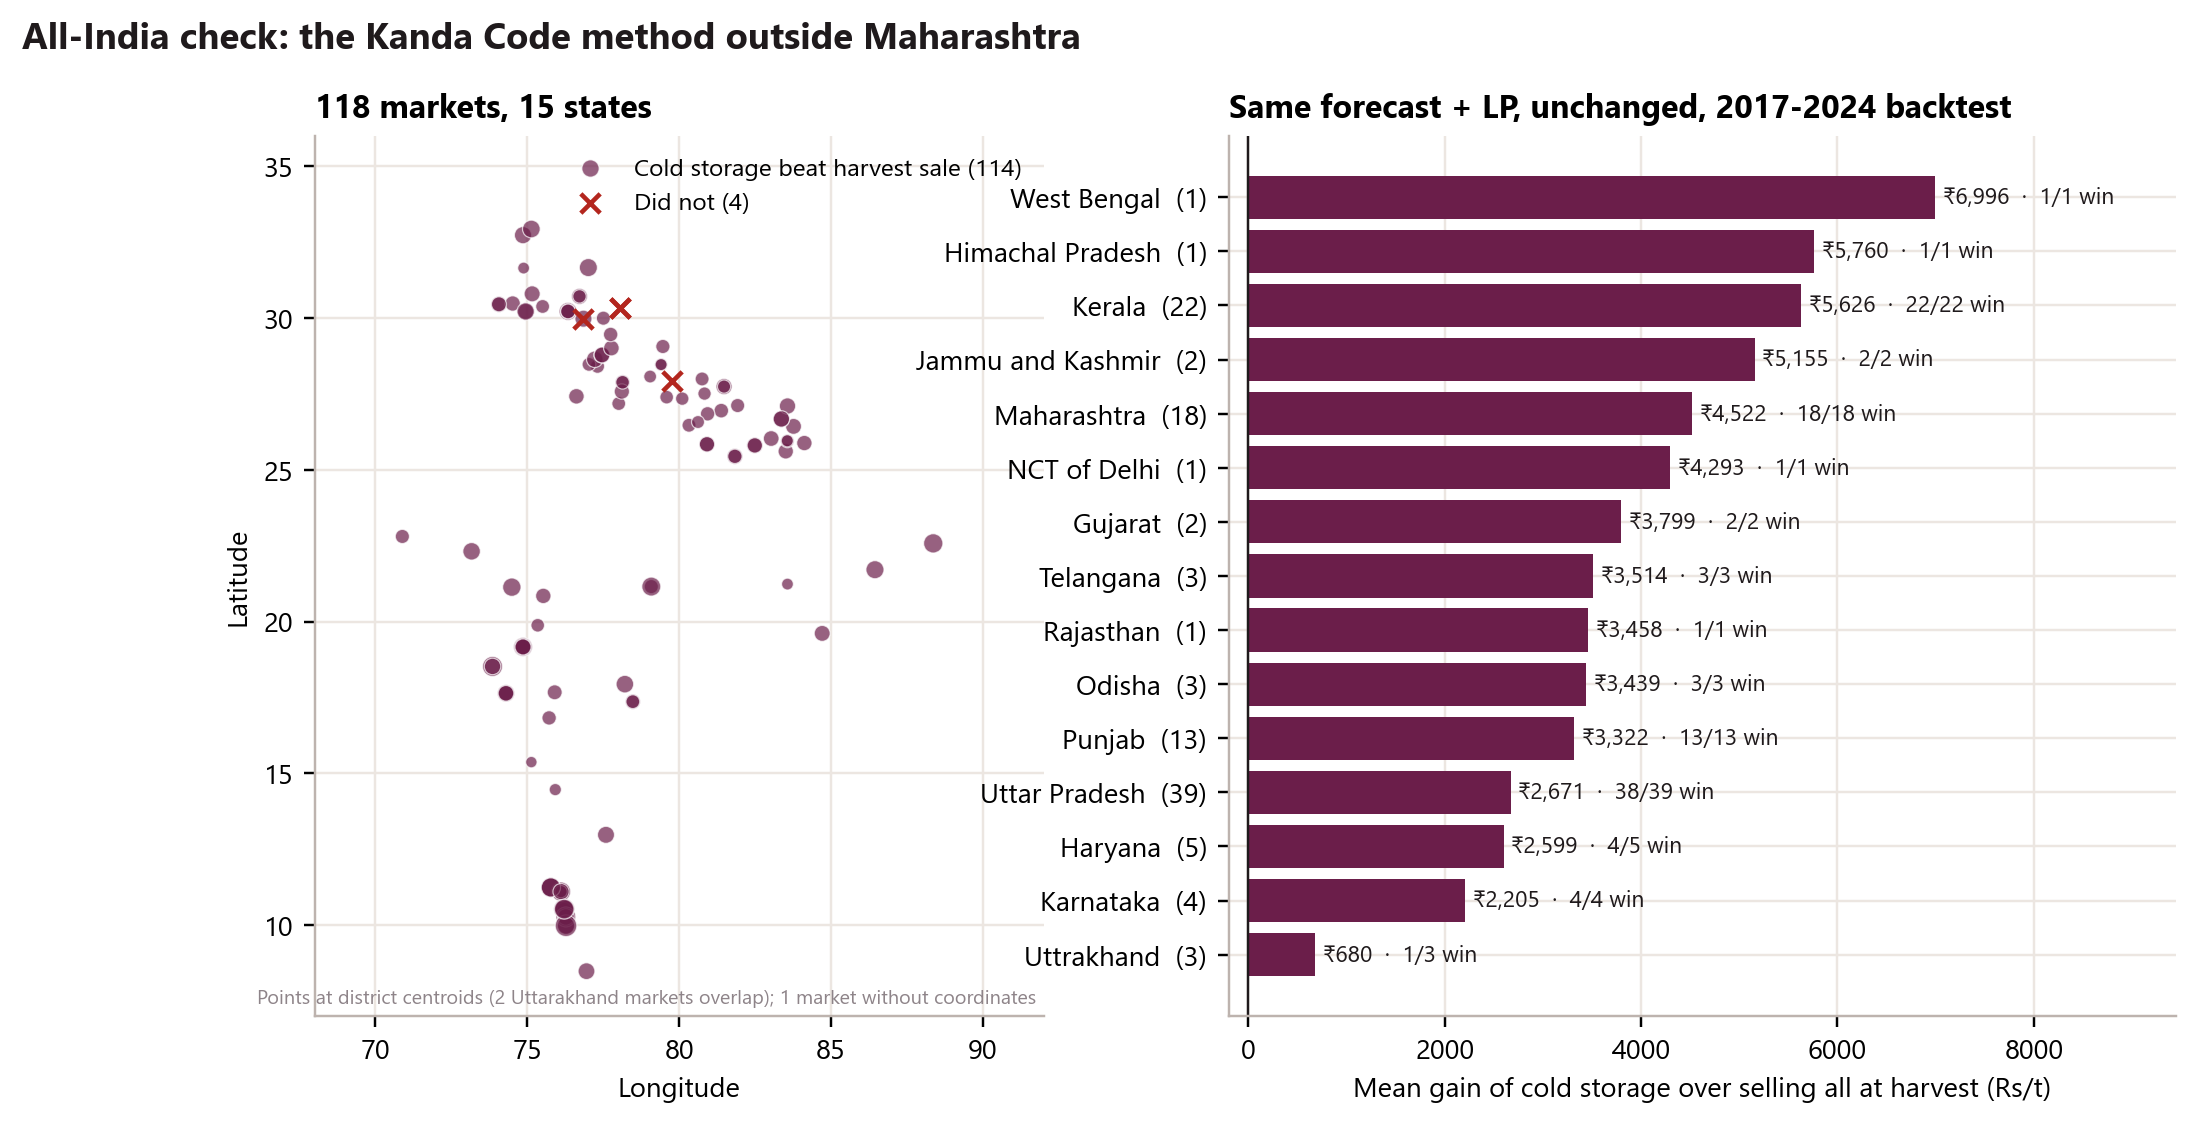 All-India check: the Kanda Code method outside Maharashtra
118 markets, 15 states
Cold storage beat harvest sale (114)
Did not (4)
35
30
25
20
15
10
Latitude
Points at district centroids (2 Uttarakhand markets overlap); 1 market without coordinates
70 75 80 85 90
Longitude
Same forecast + LP, unchanged, 2017-2024 backtest
West Bengal (1) ₹6,996 · 1/1 win
Himachal Pradesh (1) ₹5,760 · 1/1 win
Kerala (22) ₹5,626 · 22/22 win
Jammu and Kashmir (2) ₹5,155 · 2/2 win
Maharashtra (18) ₹4,522 · 18/18 win
NCT of Delhi (1) ₹4,293 · 1/1 win
Gujarat (2) ₹3,799 · 2/2 win
Telangana (3) ₹3,514 · 3/3 win
Rajasthan (1) ₹3,458 · 1/1 win
Odisha (3) ₹3,439 · 3/3 win
Punjab (13) ₹3,322 · 13/13 win
Uttar Pradesh (39) ₹2,671 · 38/39 win
Haryana (5) ₹2,599 · 4/5 win
Karnataka (4) ₹2,205 · 4/4 win
Uttrakhand (3) ₹680 · 1/3 win
0 2000 4000 6000 8000
Mean gain of cold storage over selling all at harvest (Rs/t)